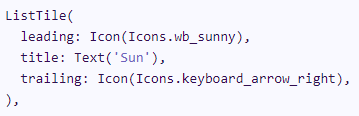 ListTile(
  leading: Icon(Icons.wb_sunny),
  title: Text('Sun'),
  trailing: Icon(Icons.keyboard_arrow_right),
),